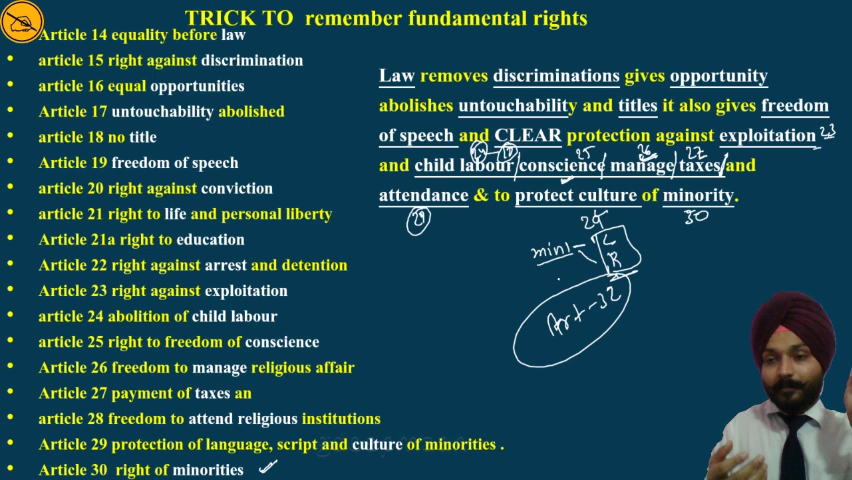 TRICK TO remember fundamental rights
Article 14 equality before law
article 15 right against discrimination
article 16 equal opportunities
Article 17 untouchability abolished
article 18 no title
Article 19 freedom of speech
article 20 right against conviction
article 21 right to life and personal liberty
Article 21a right to education
Article 22 right against arrest and detention
Article 23 right against exploitation
article 24 abolition of child labour
article 25 right to freedom of conscience
Article 26 freedom to manage religious affair
Article 27 payment of taxes an
article 28 freedom to attend religious institutions
Article 29 protection of language, script and culture of minorities .
Article 30 right of minorities
Law removes discriminations gives opportunity
abolishes untouchability and titles it also gives freedom
of speech and CLEAR protection against exploitation 23
25 26 27
and child labour/conscience/ manage/taxes/and
attendance & to protect culture of minority.
29 30
mini
L
Art-32